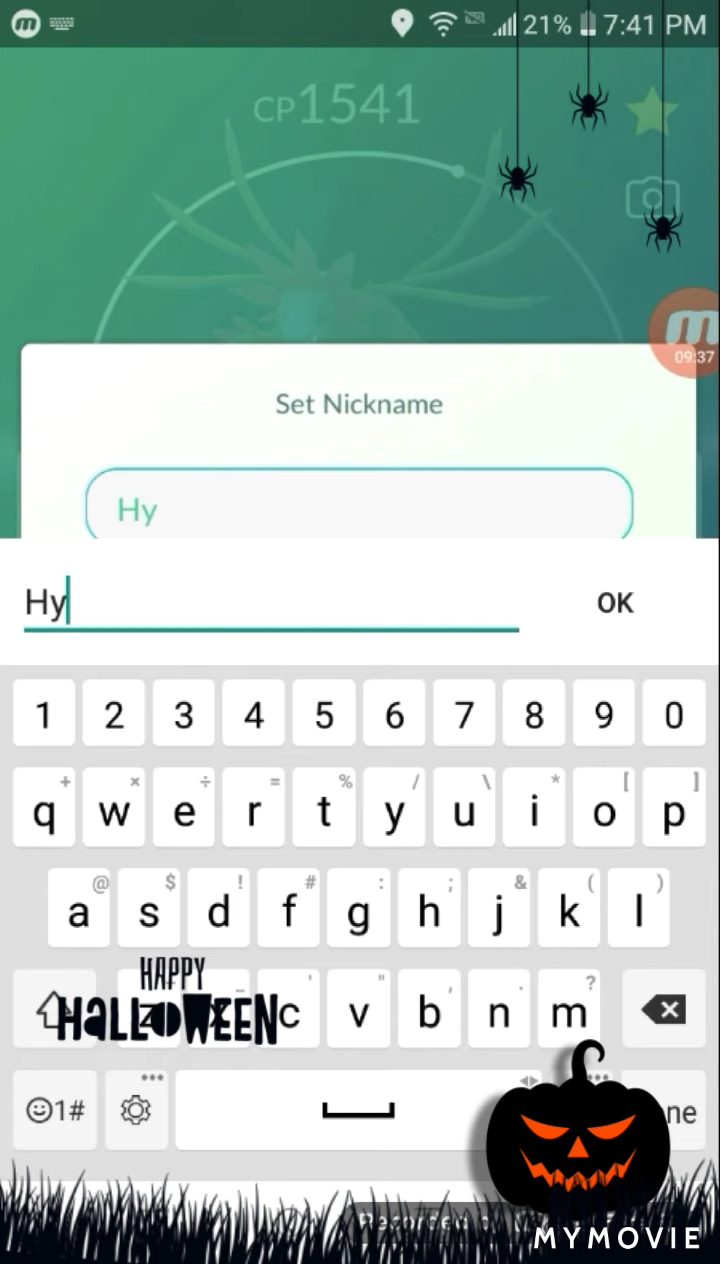 21% 7:41 PM
CP1541
09:37
Set Nickname
Hy
Hy
OK
1 2 3 4 5 6 7 8 9 0
+ × ÷ = % / \ * [ ]
q w e r t y u i o p
@ $ ! # : ; & ( )
a s d f g h j k l
HAPPY
HALLOWEEN
_ ' " , . ?
z x c v b n m
☺1#
MYMOVIE